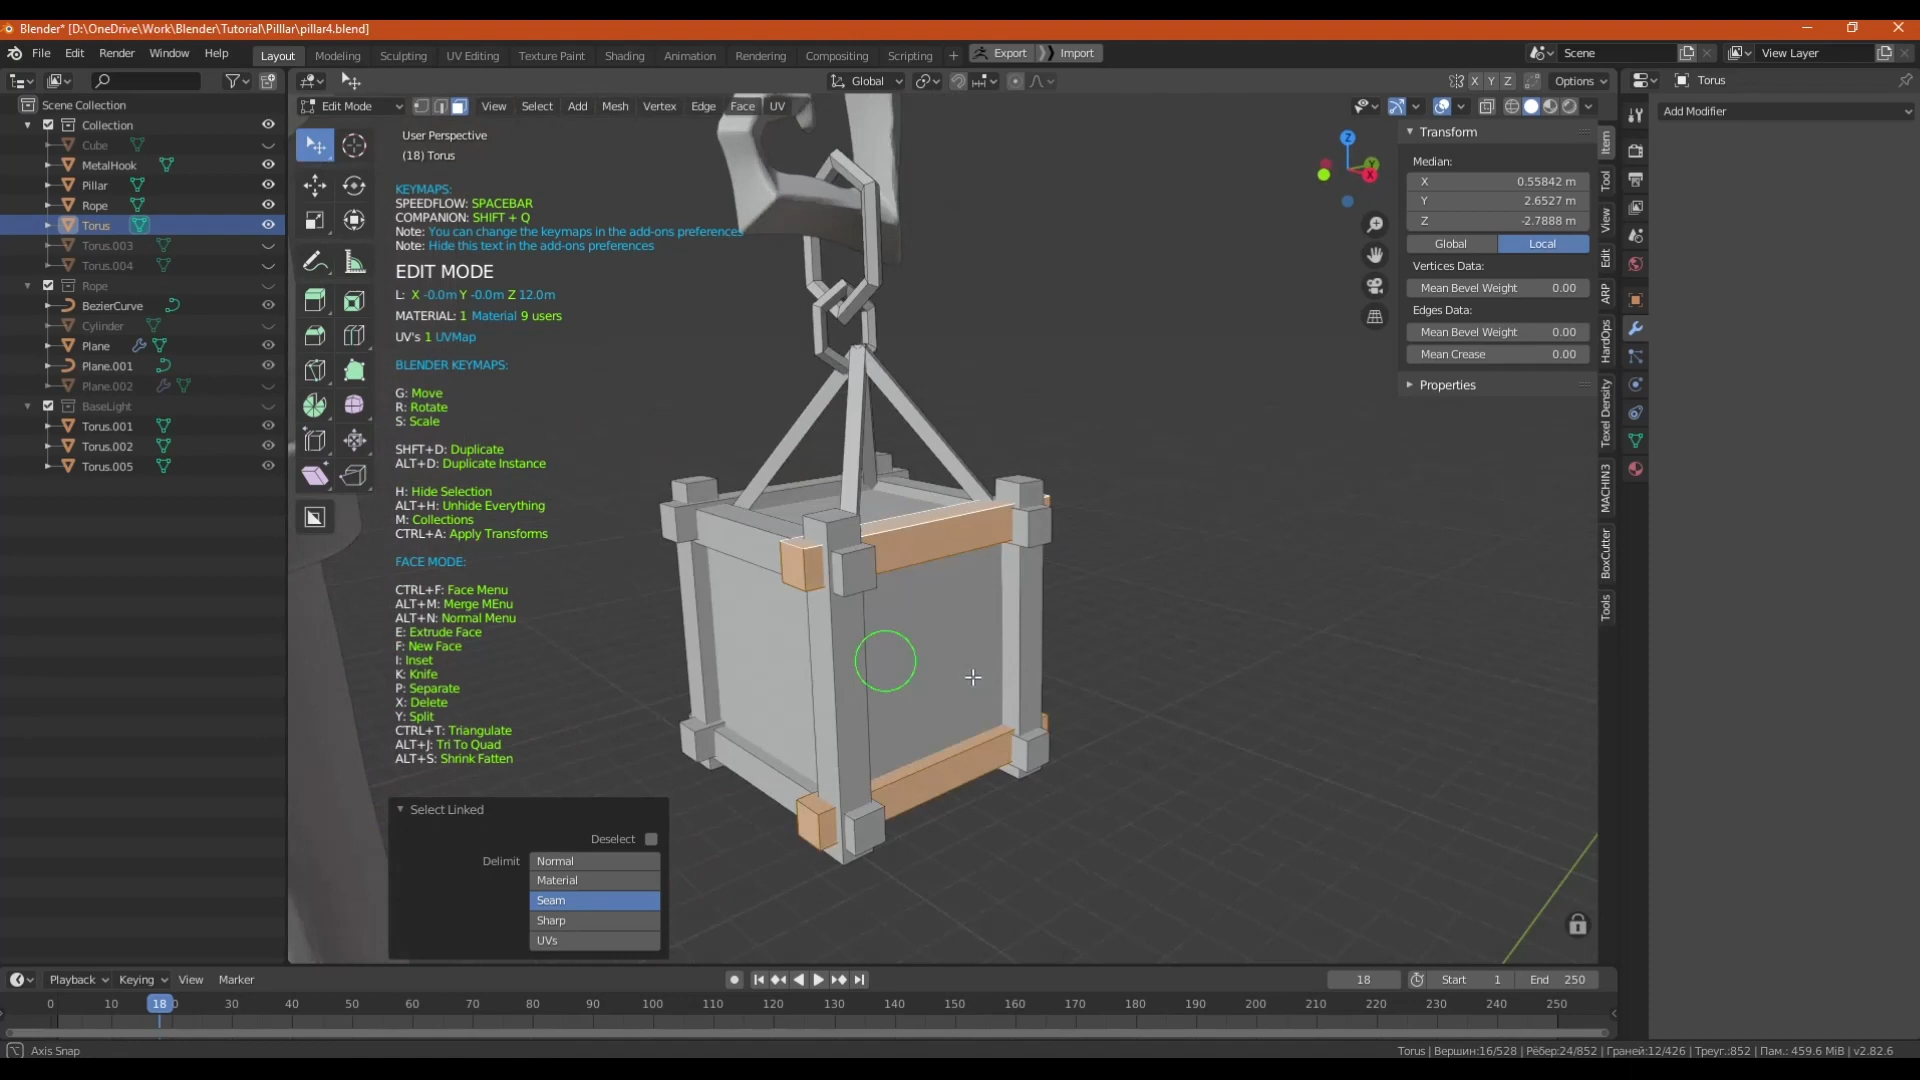 Blender* [D:\OneDrive\Work\Blender\Tutorial\Pilllar\pillar4.blend]
File Edit Render Window Help Layout Modeling Sculpting UV Editing Texture Paint Shading Animation Rendering Compositing Scripting + Export Import Scene View Layer
Global X Y Z Options Torus
Edit Mode View Select Add Mesh Vertex Edge Face UV
Add Modifier
Scene Collection
Collection
Cube
MetalHook
Pillar
Rope
Torus
Torus.003
Torus.004
Rope
BezierCurve
Cylinder
Plane
Plane.001
Plane.002
BaseLight
Torus.001
Torus.002
Torus.005
User Perspective
(18) Torus
KEYMAPS:
SPEEDFLOW: SPACEBAR
COMPANION: SHIFT + Q
Note: You can change the keymaps in the add-ons preferences
Note: Hide this text in the add-ons preferences
EDIT MODE
L: X -0.0m Y -0.0m Z 12.0m
MATERIAL: 1 Material 9 users
UV's 1 UVMap
BLENDER KEYMAPS:
G: Move
R: Rotate
S: Scale
SHFT+D: Duplicate
ALT+D: Duplicate Instance
H: Hide Selection
ALT+H: Unhide Everything
M: Collections
CTRL+A: Apply Transforms
FACE MODE:
CTRL+F: Face Menu
ALT+M: Merge MEnu
ALT+N: Normal Menu
E: Extrude Face
F: New Face
I: Inset
K: Knife
P: Separate
X: Delete
Y: Split
CTRL+T: Triangulate
ALT+J: Tri To Quad
ALT+S: Shrink Fatten
Select Linked
Deselect
Delimit Normal
Material
Seam
Sharp
UVs
Z
Y
X
Transform
Median:
X 0.55842 m
Y 2.6527 m
Z -2.7888 m
Global Local
Vertices Data:
Mean Bevel Weight 0.00
Edges Data:
Mean Bevel Weight 0.00
Mean Crease 0.00
Properties
Item
Tool
View
Edit
ARP
HardOps
Texel Density
MACHIN3
BoxCutter
Tools
Playback Keying View Marker 18 Start 1 End 250
0 10 18 0 30 40 50 60 70 80 90 100 110 120 130 140 150 160 170 180 190 200 210 220 230 240 250
Axis Snap Torus | Вершин:16/528 | Рёбер:24/852 | Граней:12/426 | Треуг.:852 | Пам.: 459.6 MiB | v2.82.6